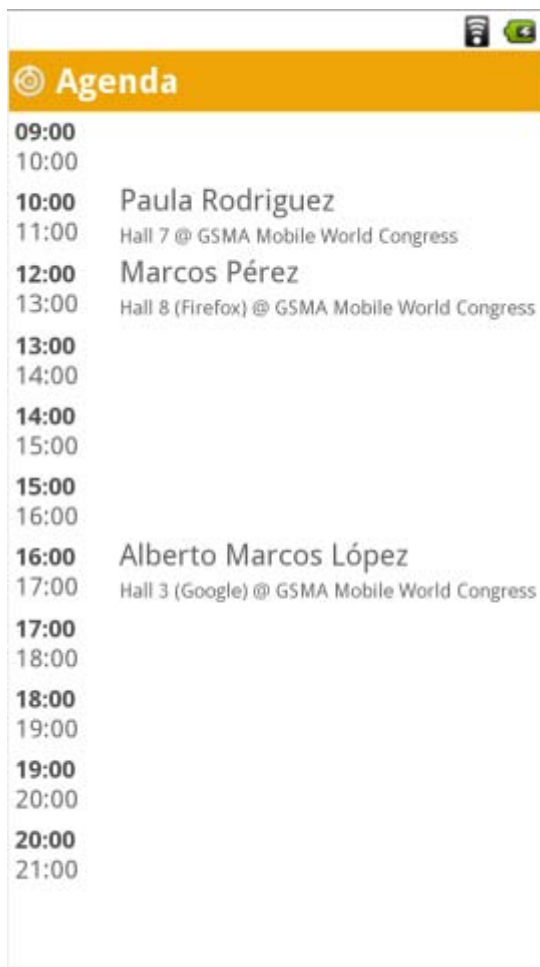 Agenda
09:00
10:00
10:00 Paula Rodriguez
11:00 Hall 7 @ GSMA Mobile World Congress
12:00 Marcos Pérez
13:00 Hall 8 (Firefox) @ GSMA Mobile World Congress
13:00
14:00
14:00
15:00
15:00
16:00
16:00 Alberto Marcos López
17:00 Hall 3 (Google) @ GSMA Mobile World Congress
17:00
18:00
18:00
19:00
19:00
20:00
20:00
21:00